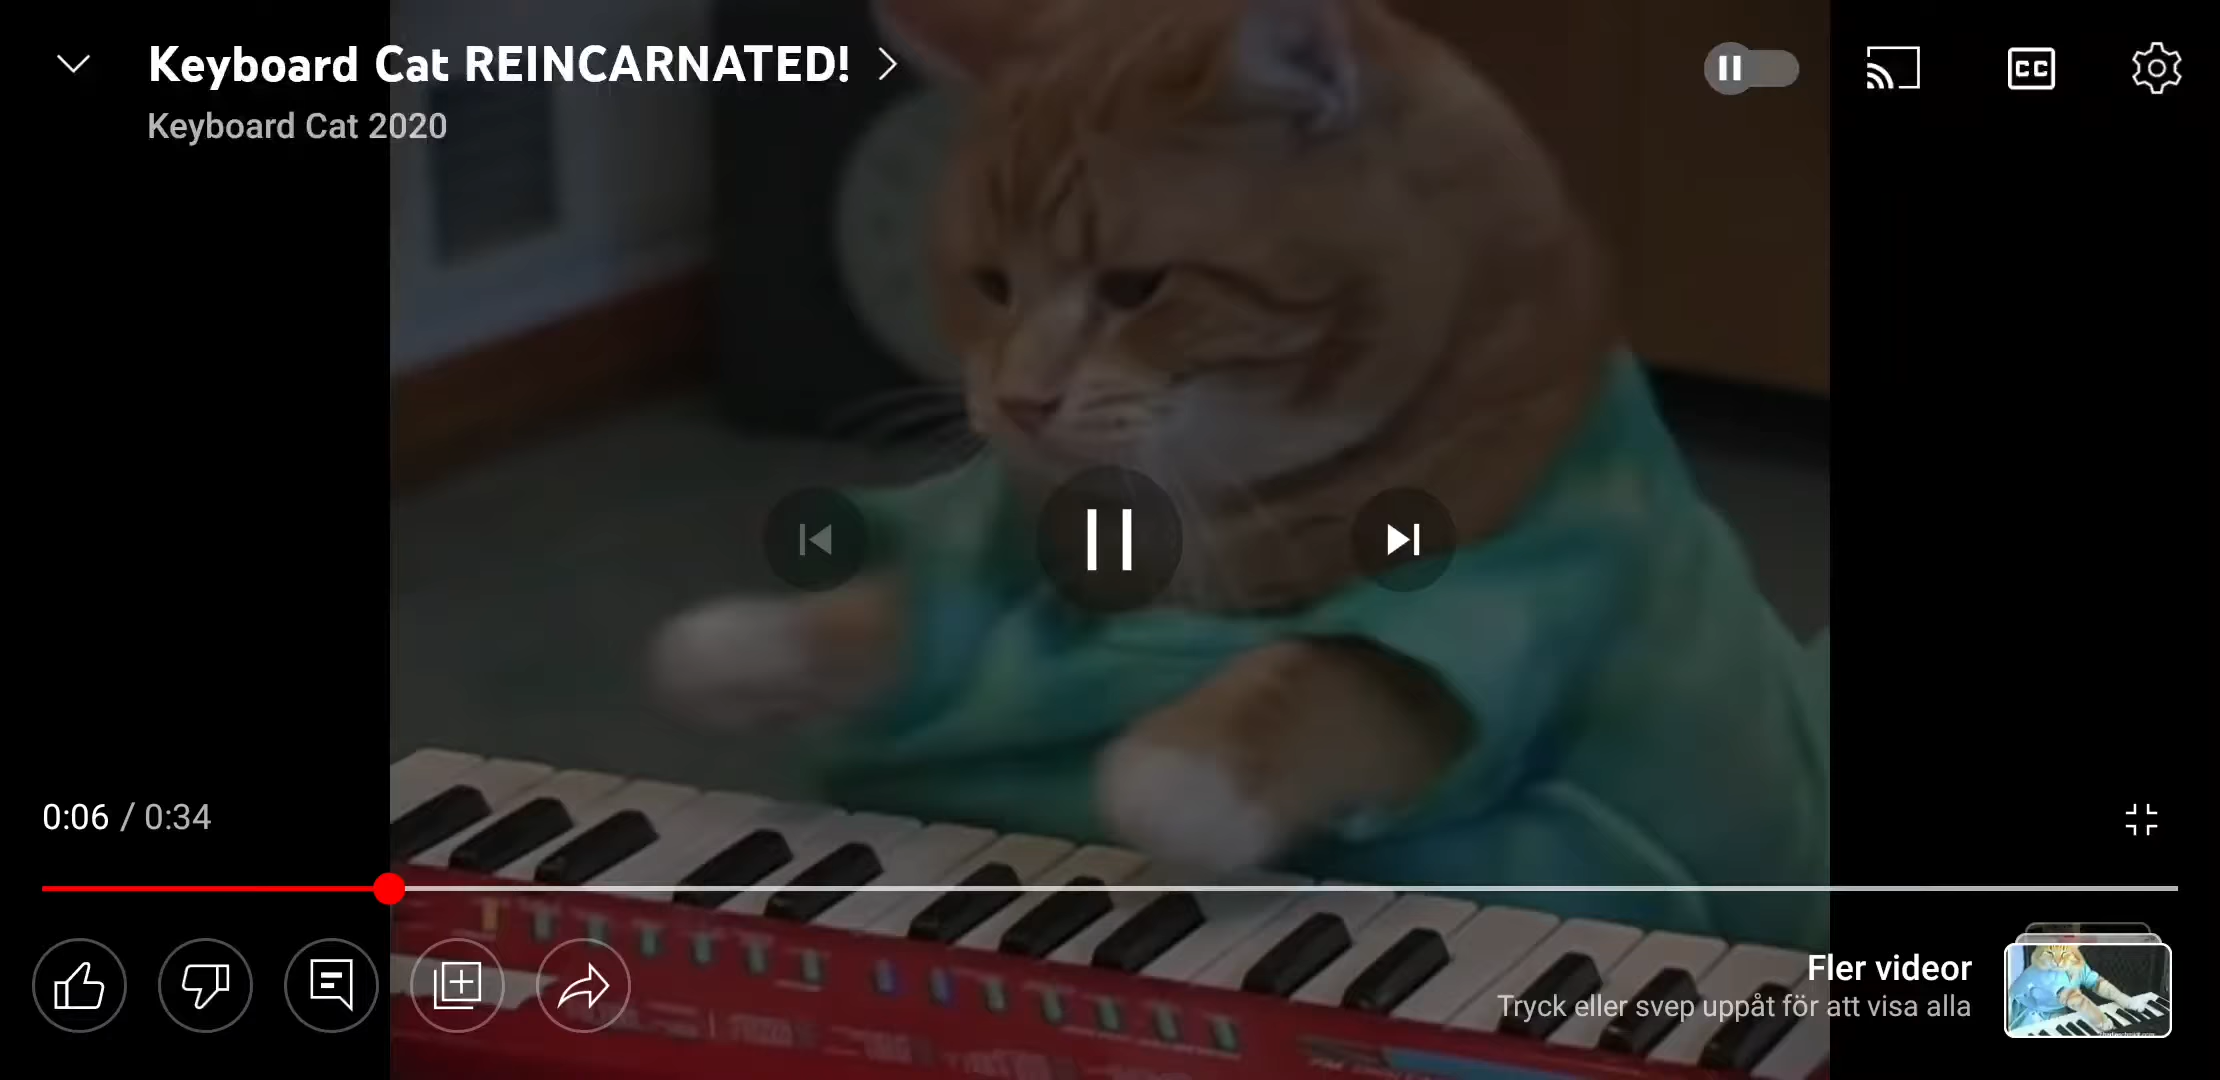 Keyboard Cat REINCARNATED!
Keyboard Cat 2020
CC
0:06 / 0:34
Fler videor
Tryck eller svep uppåt för att visa alla